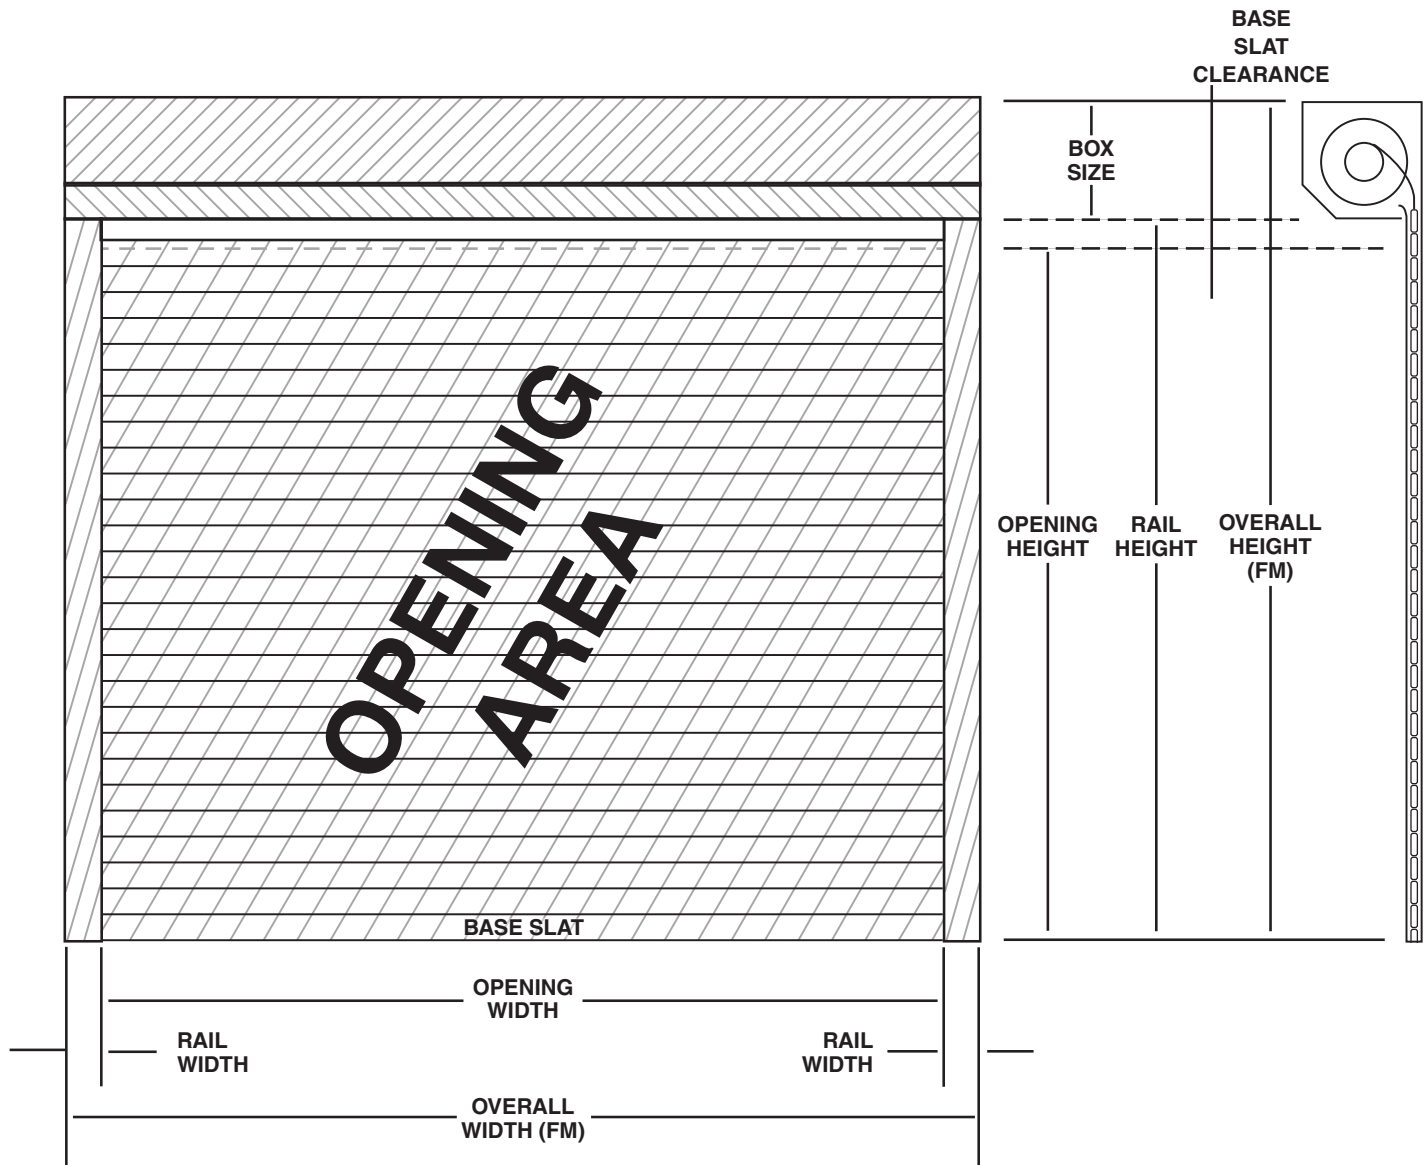 BASE
SLAT
CLEARANCE
BOX
SIZE
OPENING
AREA
OPENING
HEIGHT
RAIL
HEIGHT
OVERALL
HEIGHT
(FM)
BASE SLAT
OPENING
WIDTH
RAIL
WIDTH
RAIL
WIDTH
OVERALL
WIDTH (FM)